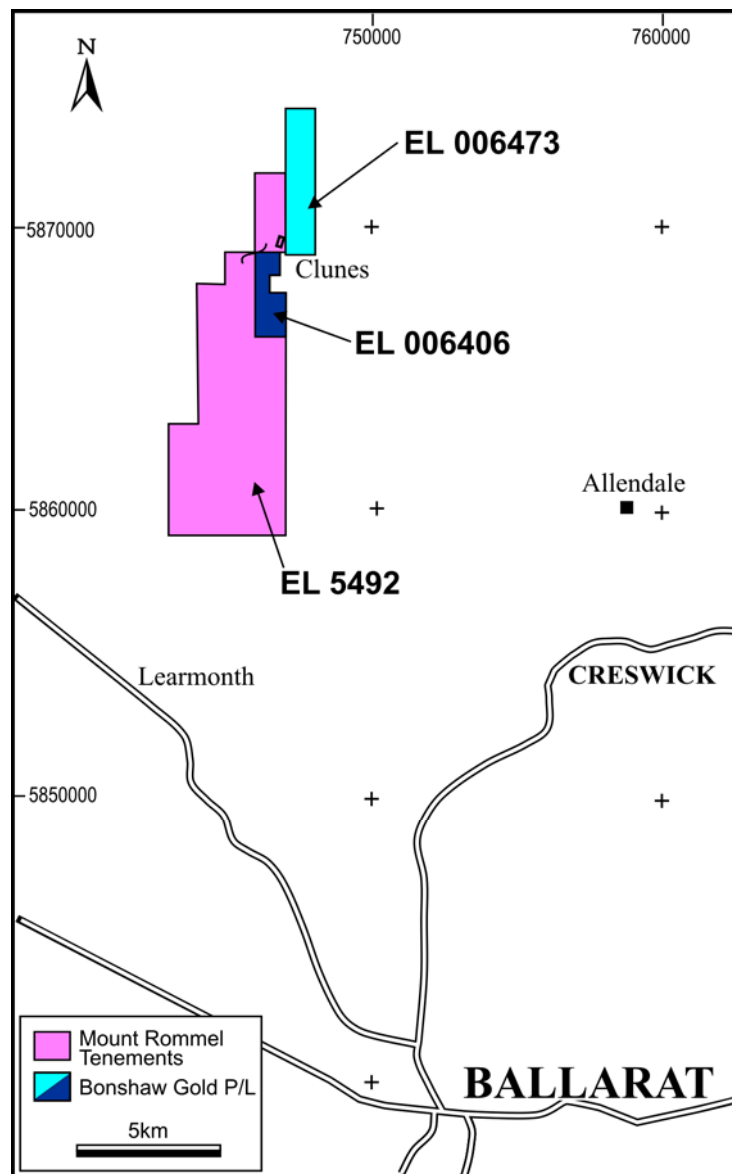 750000
760000
N
EL 006473
5870000
Clunes
EL 006406
Allendale
5860000
EL 5492
Learmonth
CRESWICK
5850000
Mount Rommel
Tenements
Bonshaw Gold P/L
5km
BALLARAT